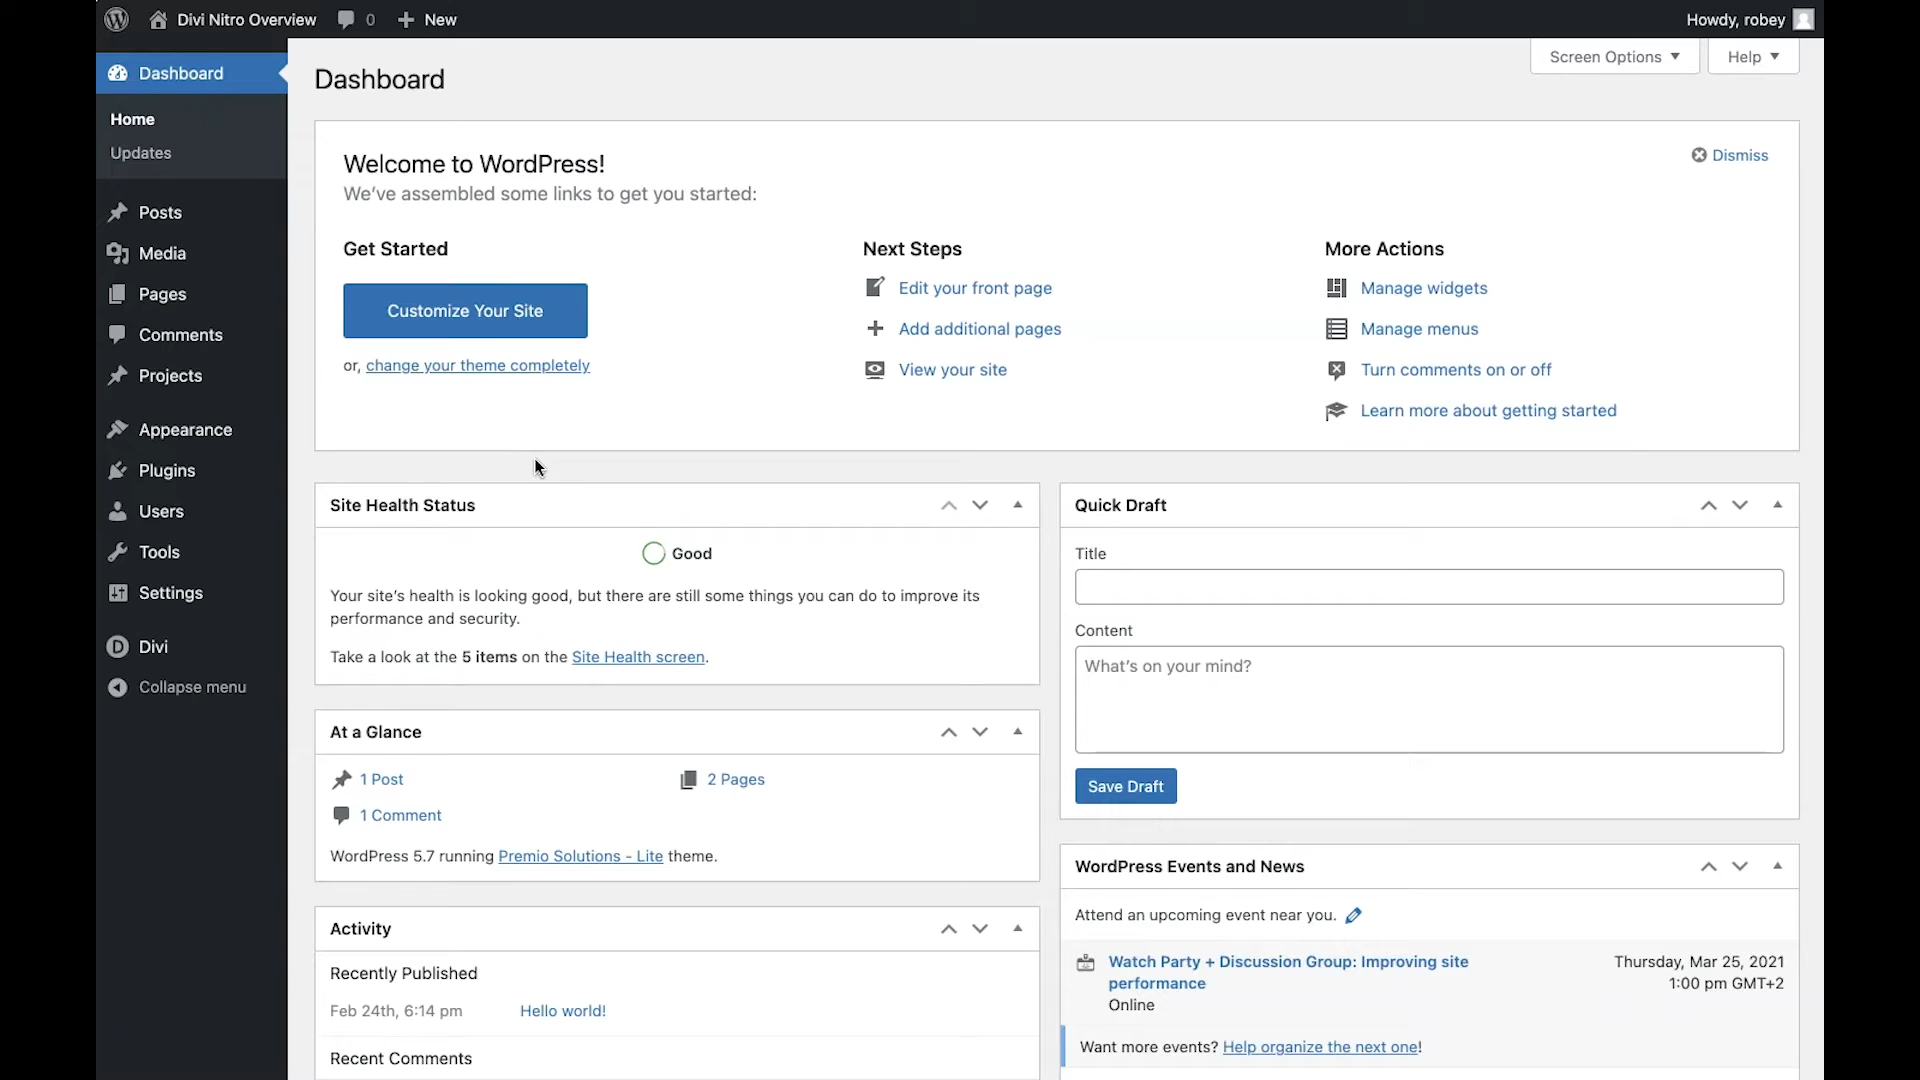 Divi Nitro Overview 0 New Howdy, robey
Dashboard
Home
Updates
Posts
Media
Pages
Comments
Projects
Appearance
Plugins
Users
Tools
Settings
Divi
Collapse menu
Screen Options Help
Dashboard
Welcome to WordPress!
Dismiss
We've assembled some links to get you started:
Get Started
Customize Your Site
or, change your theme completely
Next Steps
Edit your front page
Add additional pages
View your site
More Actions
Manage widgets
Manage menus
Turn comments on or off
Learn more about getting started
Site Health Status
Good
Your site's health is looking good, but there are still some things you can do to improve its
performance and security.
Take a look at the 5 items on the Site Health screen.
At a Glance
1 Post 2 Pages
1 Comment
WordPress 5.7 running Premio Solutions - Lite theme.
Activity
Recently Published
Feb 24th, 6:14 pm Hello world!
Recent Comments
Quick Draft
Title
Content
What's on your mind?
Save Draft
WordPress Events and News
Attend an upcoming event near you.
Watch Party + Discussion Group: Improving site Thursday, Mar 25, 2021
performance 1:00 pm GMT+2
Online
Want more events? Help organize the next one!